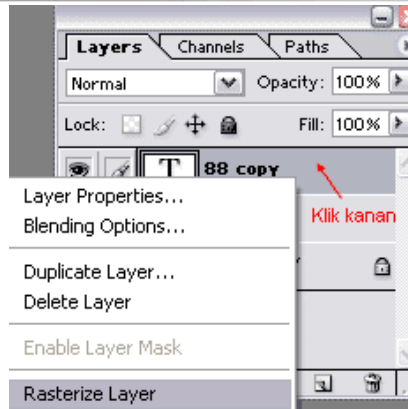 Layers Channels Paths
Normal Opacity: 100%
Lock: Fill: 100%
T 88 copy
Klik kanan
Layer Properties...
Blending Options...
Duplicate Layer...
Delete Layer
Enable Layer Mask
Rasterize Layer